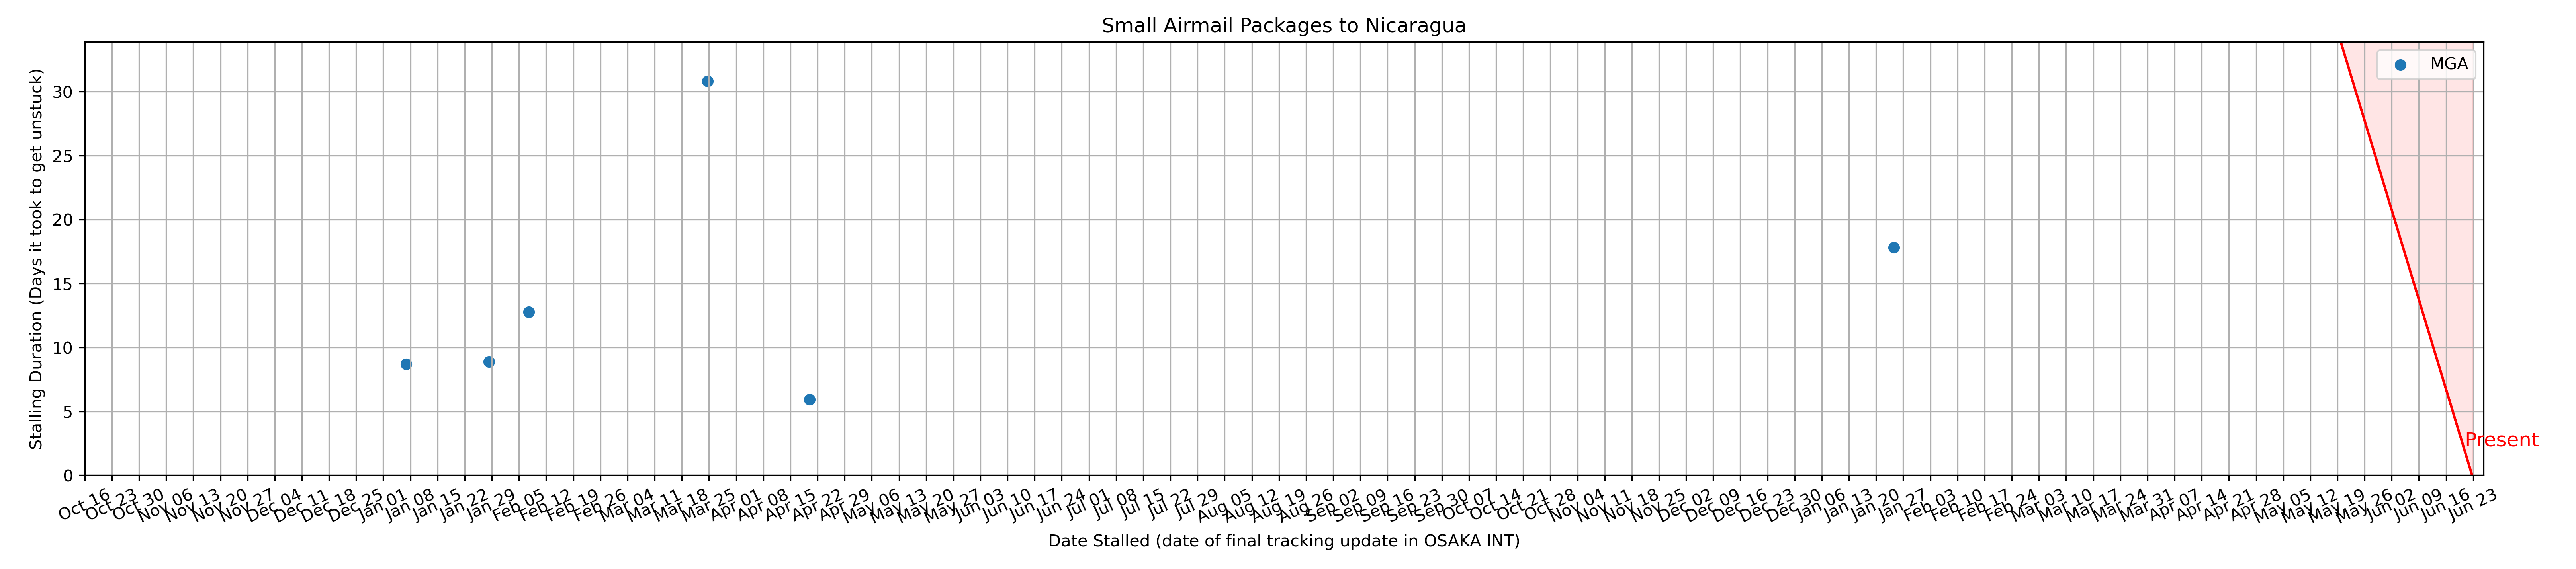 Small Airmail Packages to Nicaragua
MGA
Stalling Duration (Days it took to get unstuck)
30
25
20
15
10
5
0
Present
Oct 16
Oct 23
Oct 30
Nov 06
Nov 13
Nov 20
Nov 27
Dec 04
Dec 11
Dec 18
Dec 25
Jan 01
Jan 08
Jan 15
Jan 22
Jan 29
Feb 05
Feb 12
Feb 19
Feb 26
Mar 04
Mar 11
Mar 18
Mar 25
Apr 01
Apr 08
Apr 15
Apr 22
Apr 29
May 06
May 13
May 20
May 27
Jun 03
Jun 10
Jun 17
Jun 24
Jul 01
Jul 08
Jul 15
Jul 22
Jul 29
Aug 05
Aug 12
Aug 19
Aug 26
Sep 02
Sep 09
Sep 16
Sep 23
Sep 30
Oct 07
Oct 14
Oct 21
Oct 28
Nov 04
Nov 11
Nov 18
Nov 25
Dec 02
Dec 09
Dec 16
Dec 23
Dec 30
Jan 06
Jan 13
Jan 20
Jan 27
Feb 03
Feb 10
Feb 17
Feb 24
Mar 03
Mar 10
Mar 17
Mar 24
Mar 31
Apr 07
Apr 14
Apr 21
Apr 28
May 05
May 12
May 19
May 26
Jun 02
Jun 09
Jun 16
Jun 23
Date Stalled (date of final tracking update in OSAKA INT)